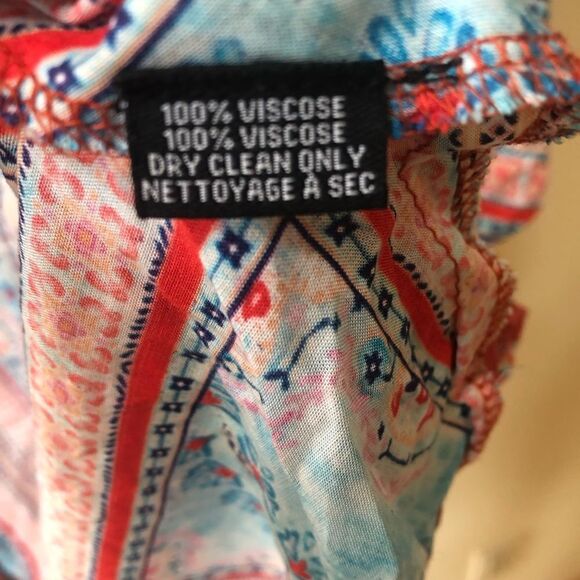 100% VISCOSE
100% VISCOSE
DRY CLEAN ONLY
NETTOYAGE À SEC